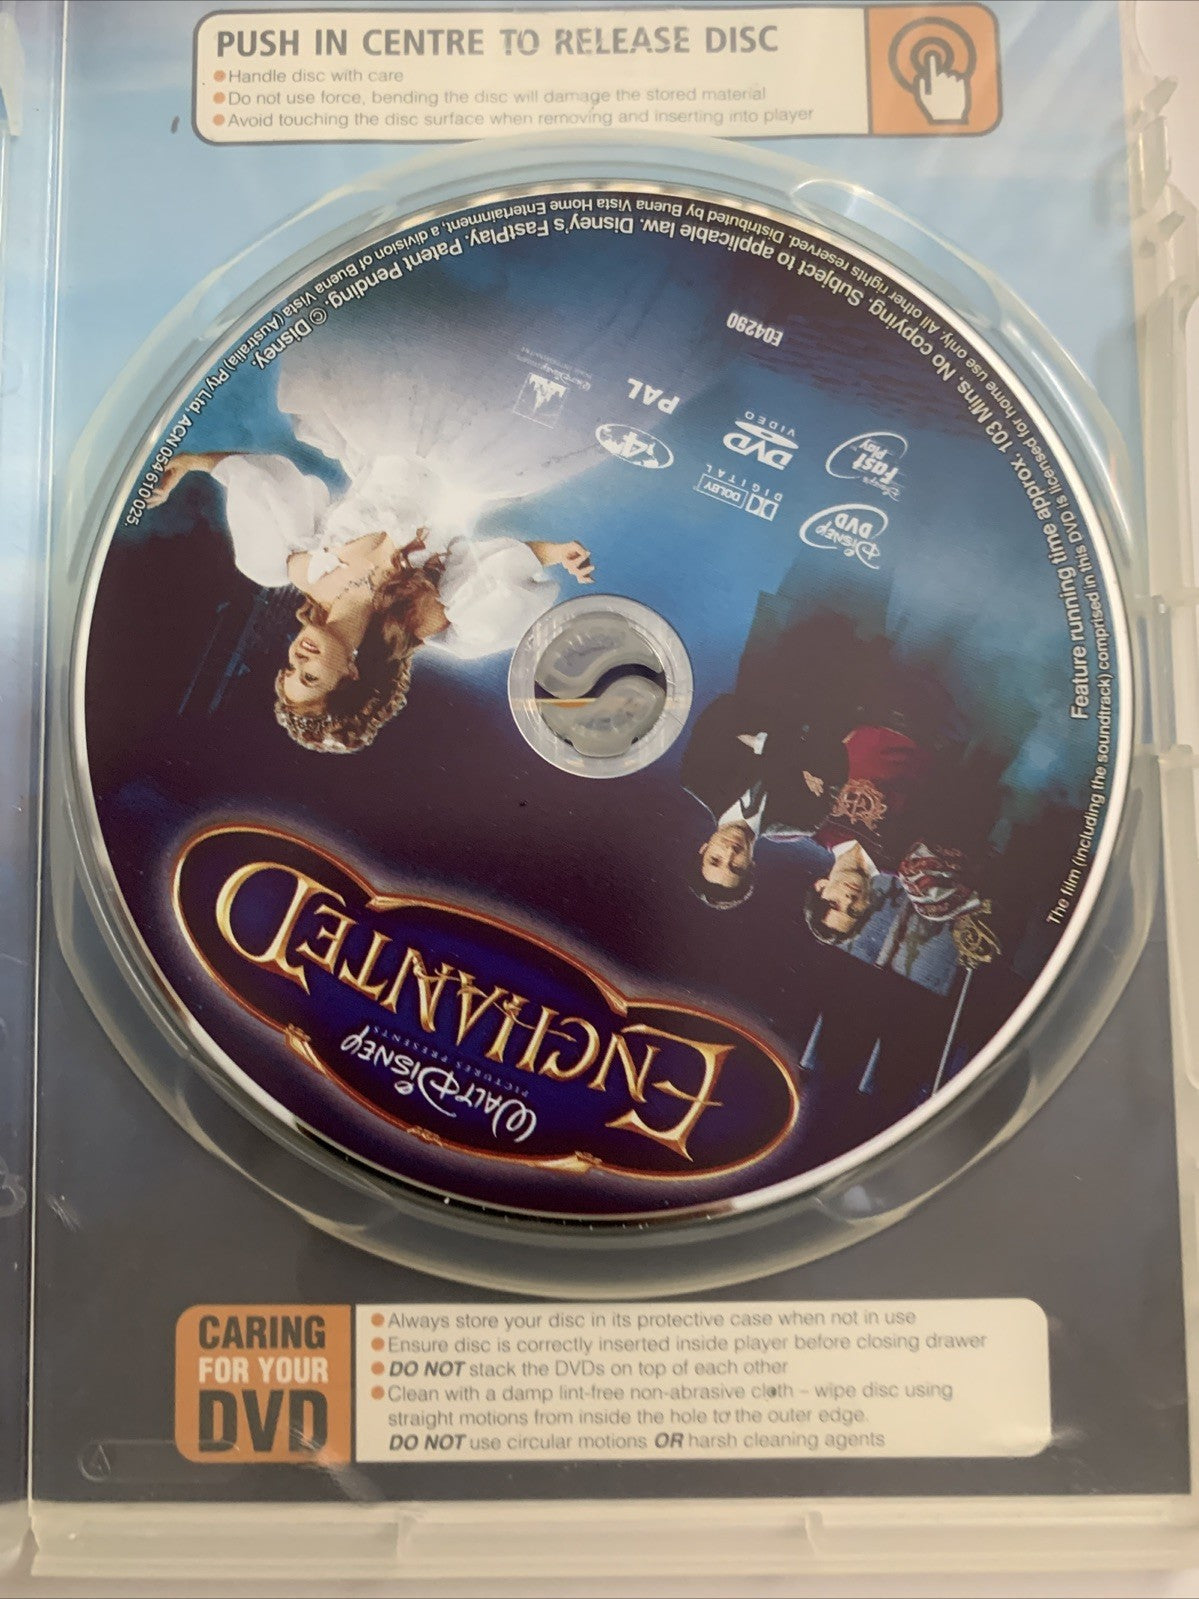 PUSH IN CENTRE TO RELEASE DISC
Handle disc with care
Do not use force, bending the disc will damage the stored material
Avoid touching the disc surface when removing and inserting into player
WALT DISNEY
PICTURES PRESENTS
ENCHANTED
DISNEY DVD
Disney's Fast Play
DOLBY DIGITAL
DVD VIDEO
4
PAL
E04290
Feature running time approx. 103 Mins. No copying. Subject to applicable law. Disney's FastPlay. Patent Pending. © Disney.
The film (including the soundtrack) comprised in this DVD is licensed for home use only. All other rights reserved. Distributed by Buena Vista Home Entertainment, a division of Buena Vista (Australia) Pty Ltd. ACN 054 610 025.
CARING
FOR YOUR
DVD
Always store your disc in its protective case when not in use
Ensure disc is correctly inserted inside player before closing drawer
DO NOT stack the DVDs on top of each other
Clean with a damp lint-free non-abrasive cloth – wipe disc using
straight motions from inside the hole to the outer edge.
DO NOT use circular motions OR harsh cleaning agents